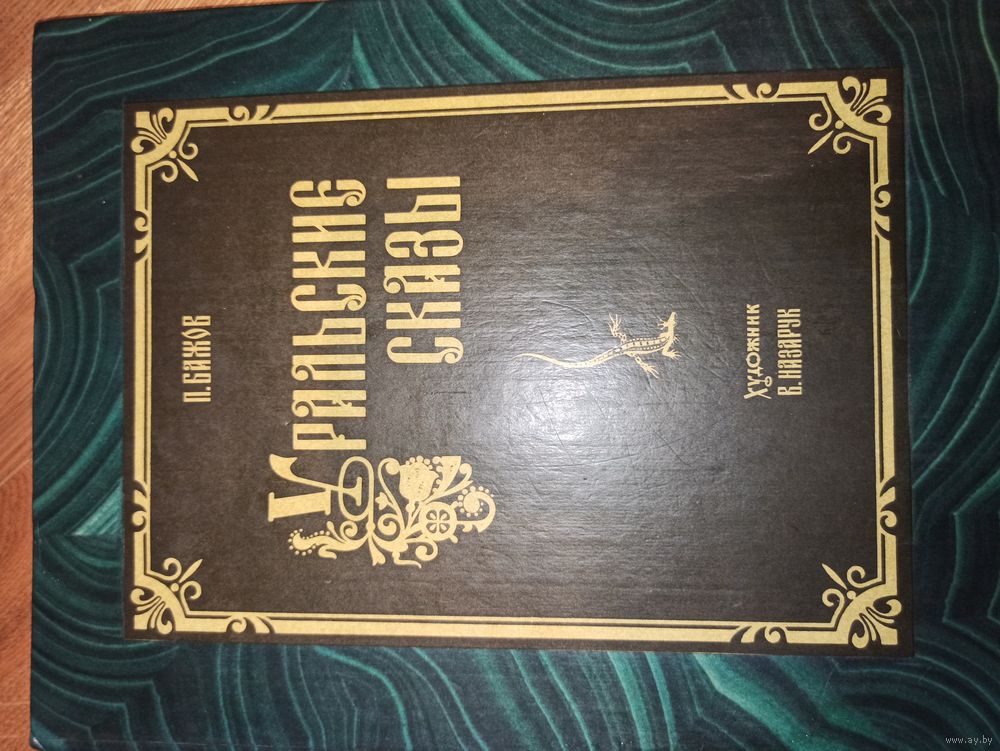 П. БАЖОВ
УРАЛЬСКИЕ
СКАЗЫ
ХУДОЖНИК
В. НАЗАРУК
www.ay.by